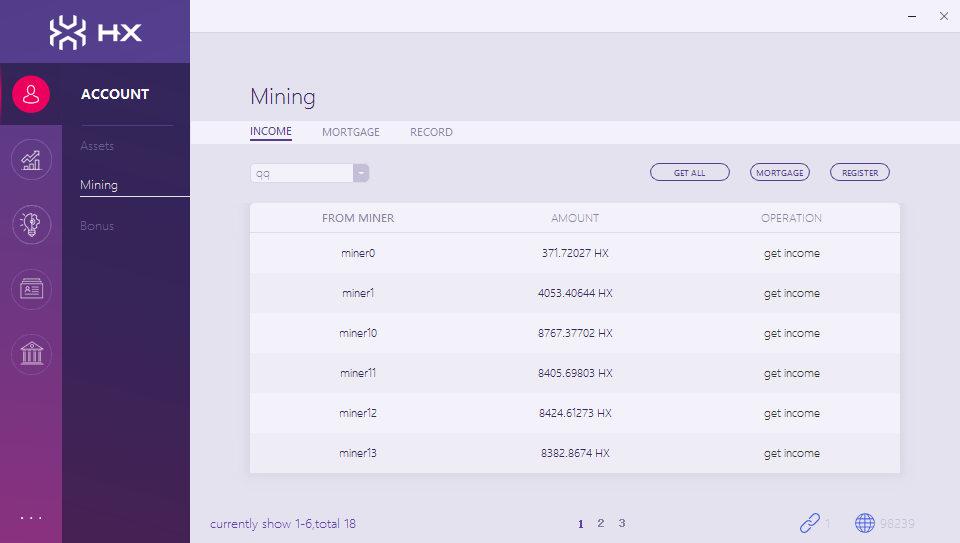 HX
ACCOUNT
Assets
Mining
Bonus
...
Mining
INCOME MORTGAGE RECORD
qq
GET ALL MORTGAGE REGISTER
FROM MINER AMOUNT OPERATION
miner0 371.72027 HX get income
miner1 4053.40644 HX get income
miner10 8767.37702 HX get income
miner11 8405.69803 HX get income
miner12 8424.61273 HX get income
miner13 8382.8674 HX get income
currently show 1-6,total 18
1 2 3
1
98239